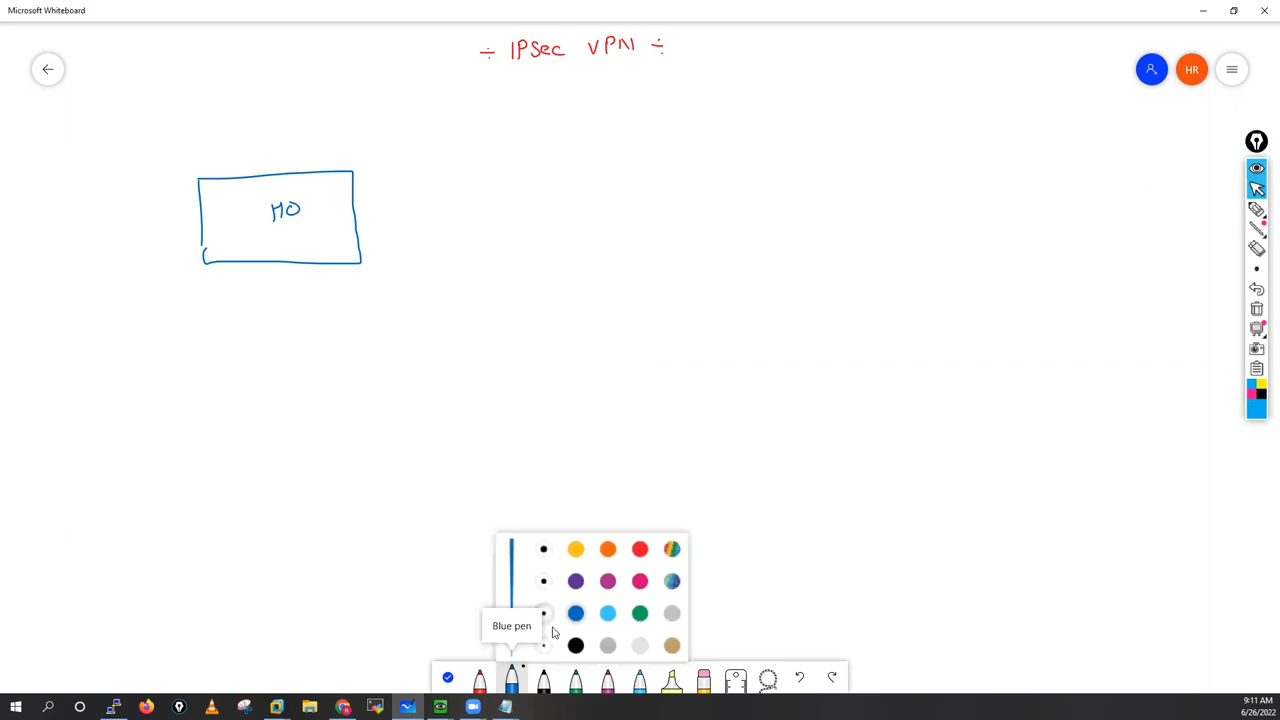 Microsoft Whiteboard
÷ IPSec VPN ÷
HR
HO
Blue pen
9:11 AM
6/26/2022